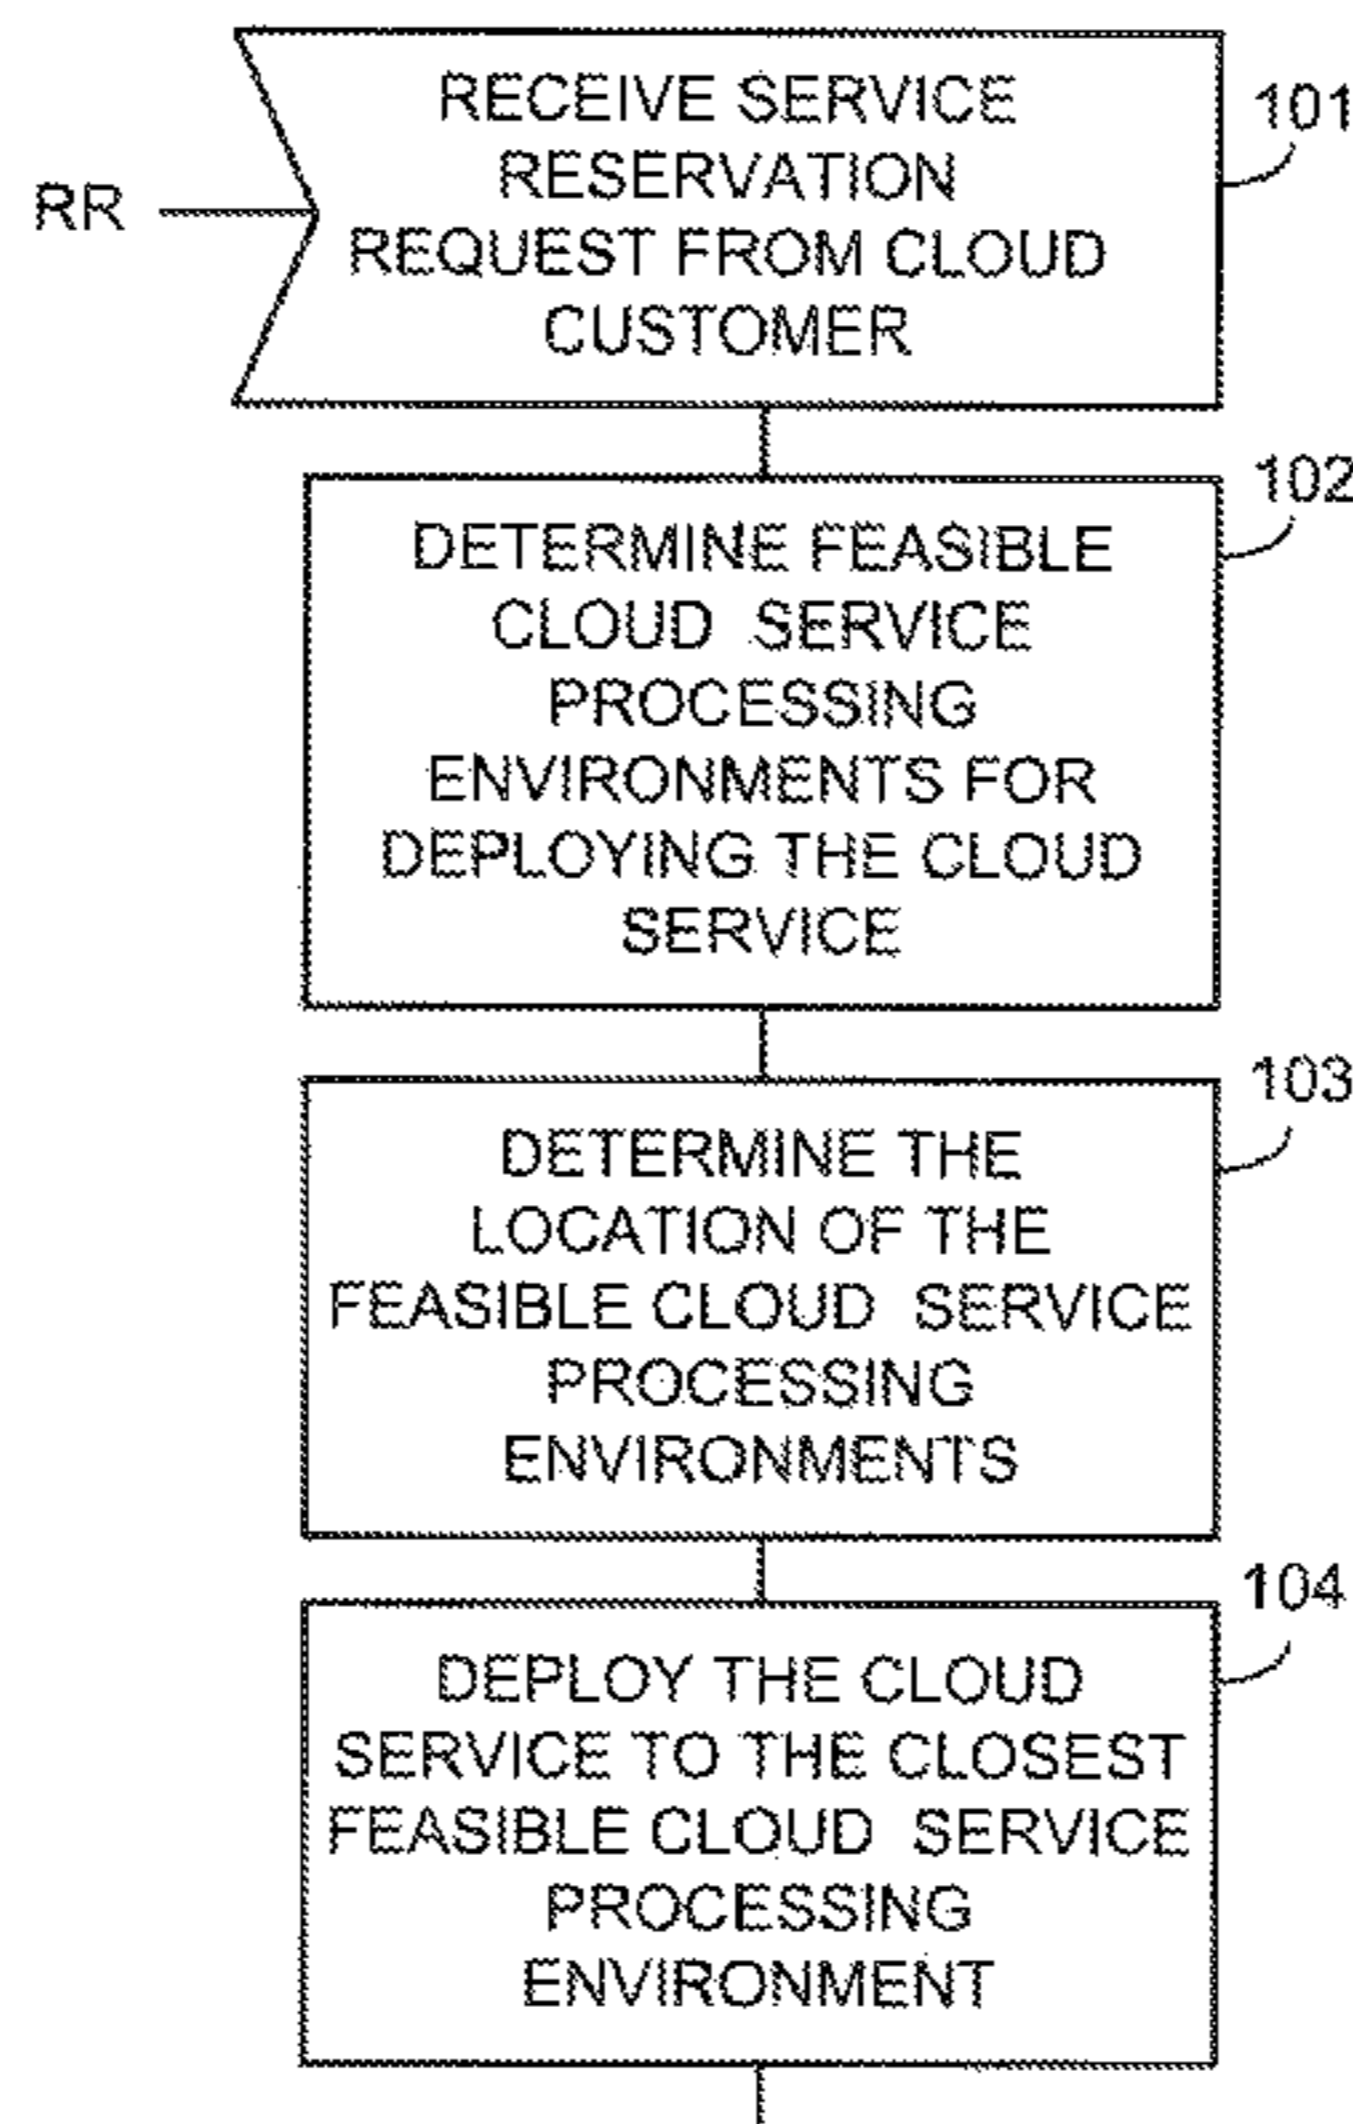 RECEIVE SERVICE
101
RESERVATION
RR
REQUEST FROM CLOUD
CUSTOMER
102
DETERMINE FEASIBLE
CLOUD SERVICE
PROCESSING
ENVIRONMENTS FOR
DEPLOYING THE CLOUD
SERVICE
103
DETERMINE THE
LOCATION OF THE
FEASIBLE CLOUD SERVICE
PROCESSING
ENVIRONMENTS
104
DEPLOY THE CLOUD
SERVICE TO THE CLOSEST
FEASIBLE CLOUD SERVICE
PROCESSING
ENVIRONMENT